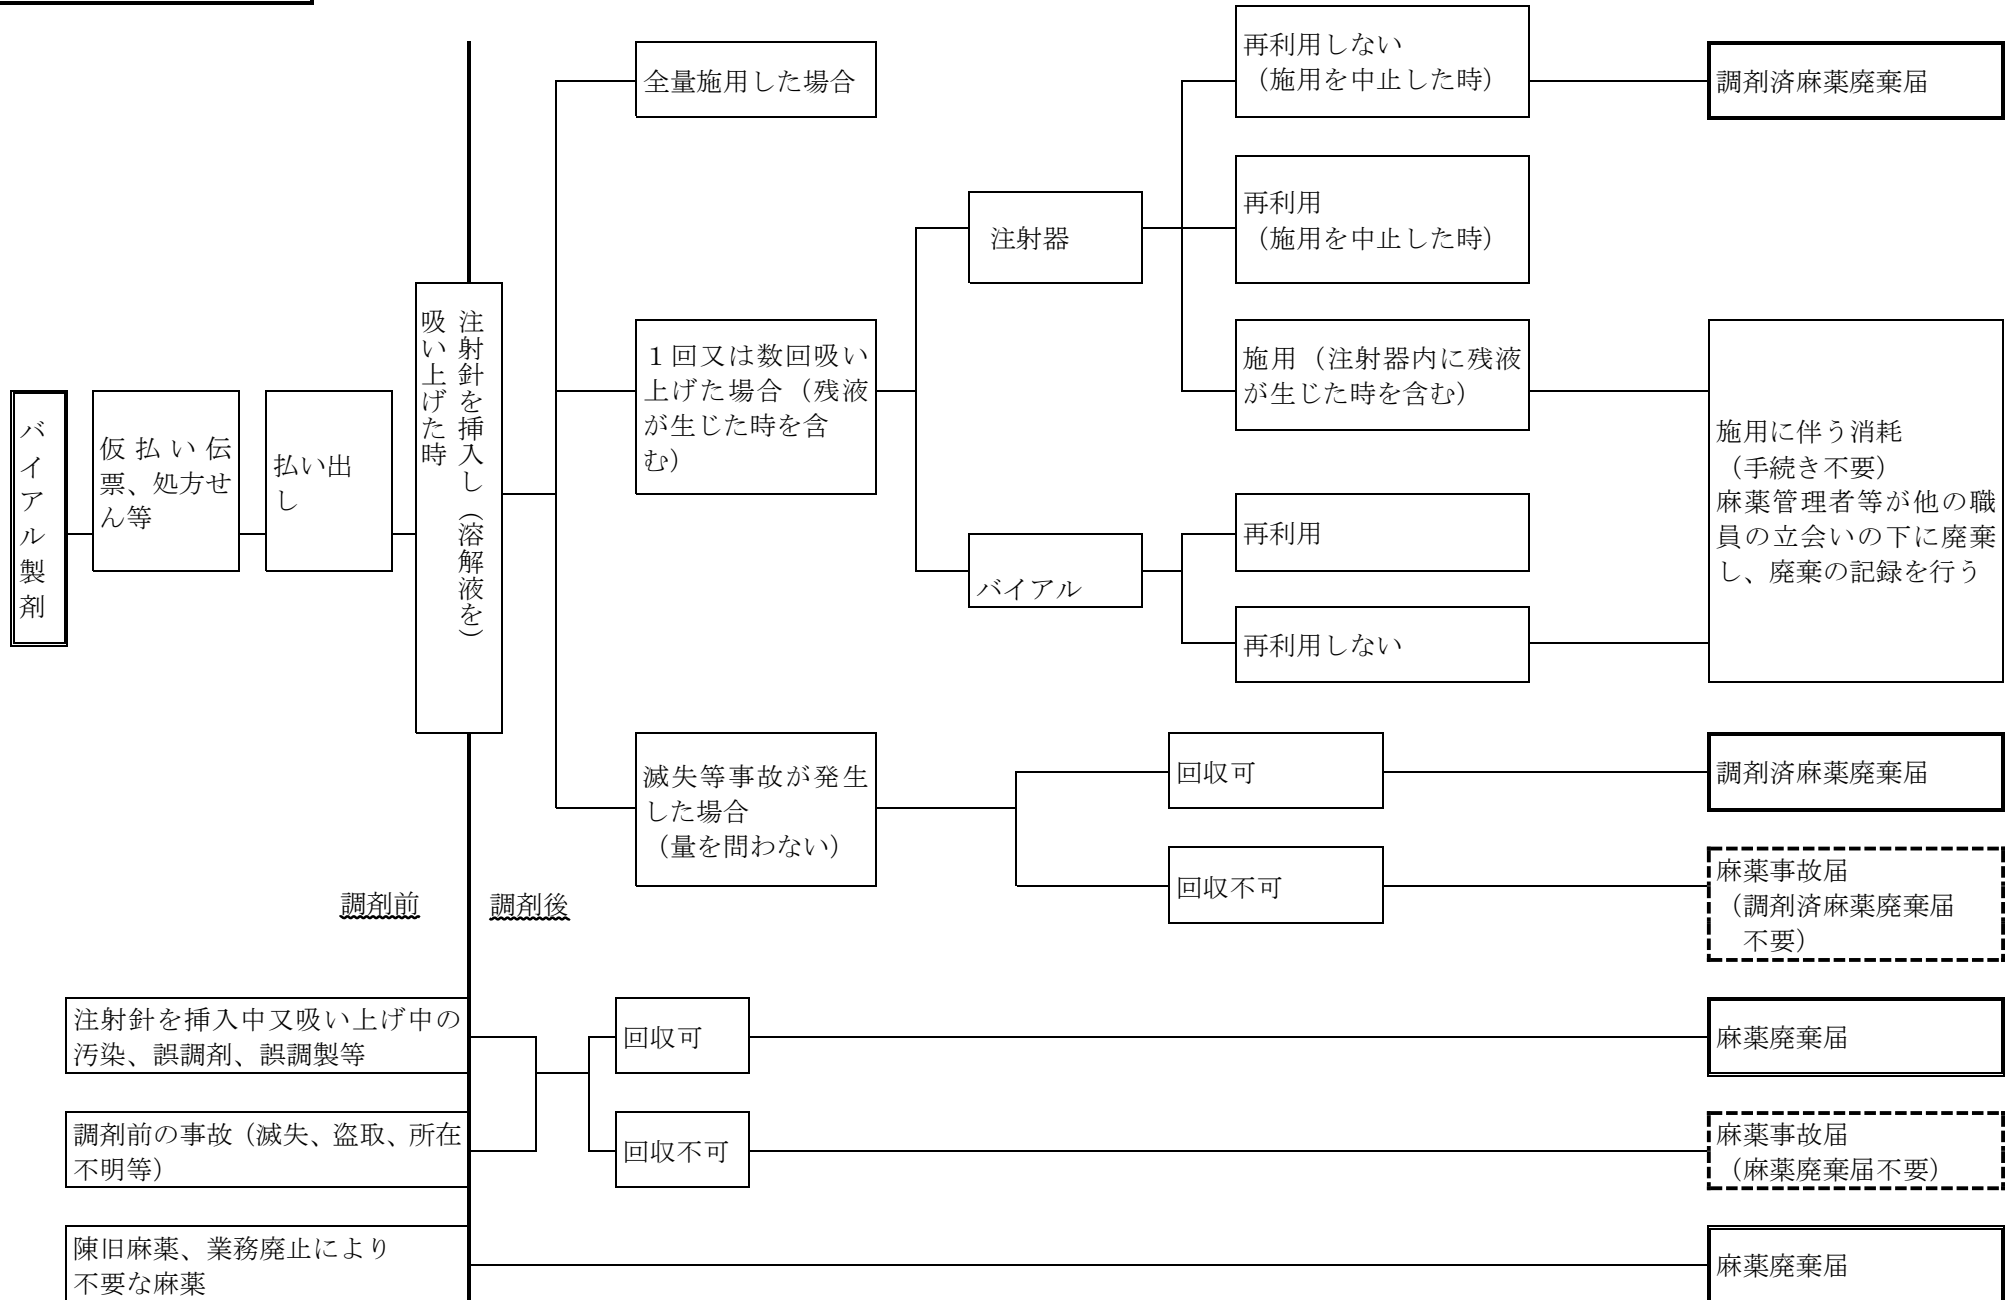 バイアル製剤
仮払い伝
票、処方せ
ん等
払い出
し
注射針を挿入し（溶解液を）
吸い上げた時
全量施用した場合
１回又は数回吸い
上げた場合（残液
が生じた時を含
む）
注射器
再利用しない
（施用を中止した時）
調剤済麻薬廃棄届
再利用
（施用を中止した時）
施用（注射器内に残液
が生じた時を含む）
バイアル
再利用
再利用しない
施用に伴う消耗
（手続き不要）
麻薬管理者等が他の職
員の立会いの下に廃棄
し、廃棄の記録を行う
滅失等事故が発生
した場合
（量を問わない）
回収可
調剤済麻薬廃棄届
回収不可
麻薬事故届
（調剤済麻薬廃棄届
不要）
調剤前
調剤後
注射針を挿入中又吸い上げ中の
汚染、誤調剤、誤調製等
回収可
麻薬廃棄届
調剤前の事故（滅失、盗取、所在
不明等）
回収不可
麻薬事故届
（麻薬廃棄届不要）
陳旧麻薬、業務廃止により
不要な麻薬
麻薬廃棄届